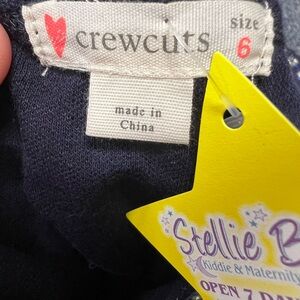 crewcuts
size
6
made in
China
Stellie B
Kiddie & Maternity
OPEN 7 DA